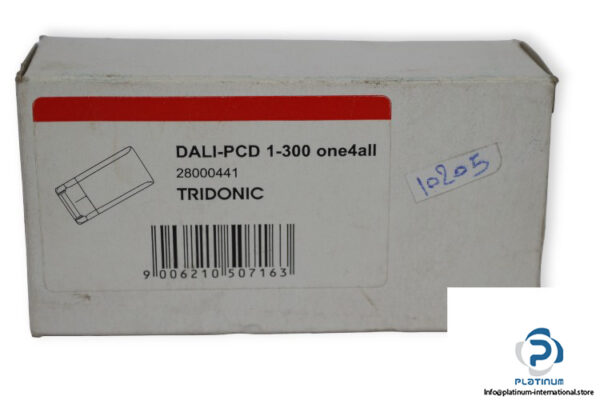 DALI-PCD 1-300 one4all
28000441
TRIDONIC
9 006210 507163
10205
PLATINUM
Info@platinum-international.store